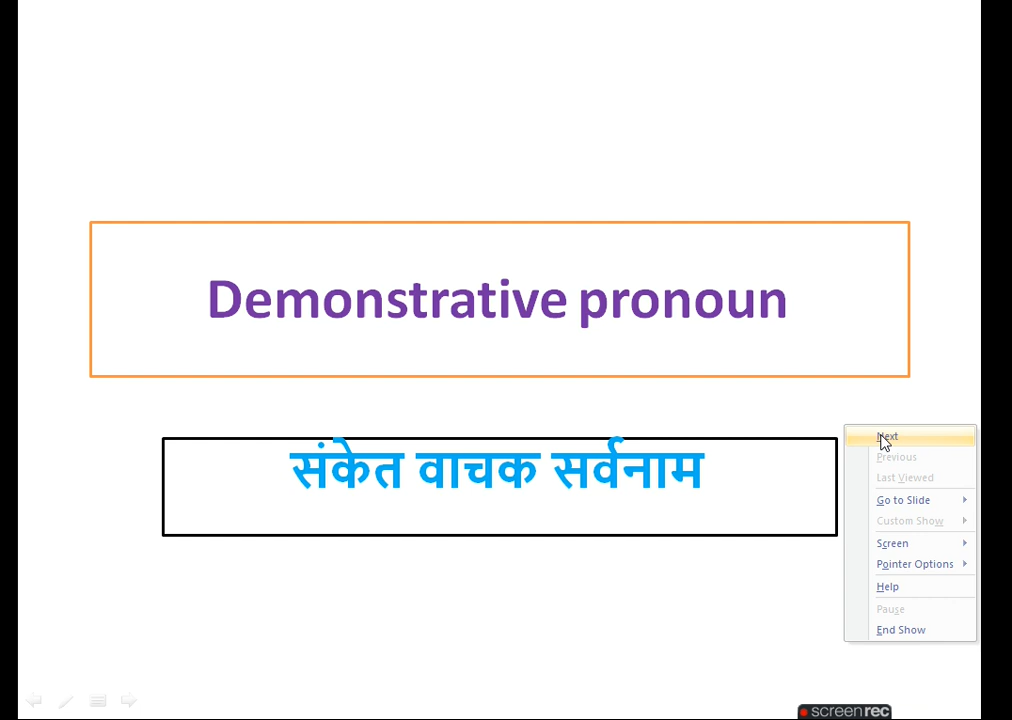 Demonstrative pronoun
संकेत वाचक सर्वनाम
Next
Previous
Last Viewed
Go to Slide
Custom Show
Screen
Pointer Options
Help
Pause
End Show
screenrec